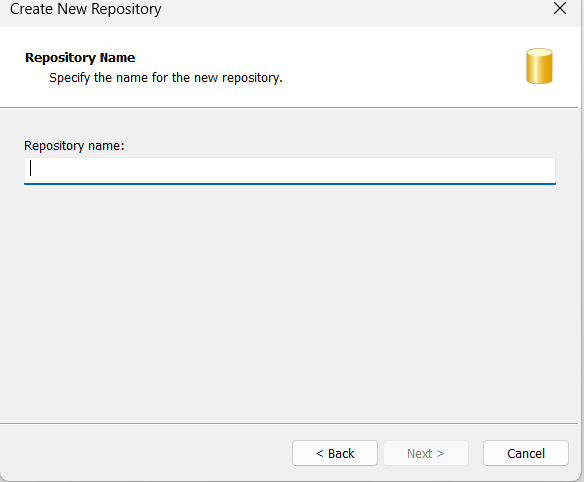 Create New Repository
Repository Name
Specify the name for the new repository.
Repository name:
< Back
Next >
Cancel